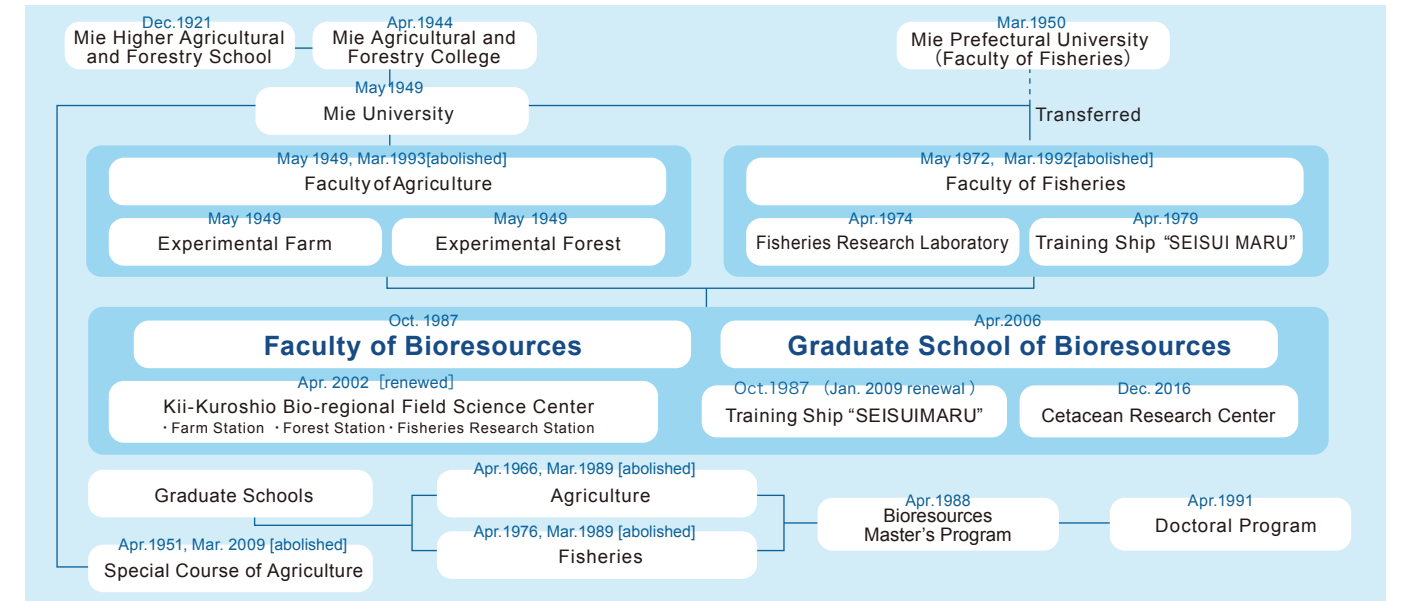 Dec.1921
Mie Higher Agricultural
and Forestry School
Apr.1944
Mie Agricultural and
Forestry College
Mar.1950
Mie Prefectural University
(Faculty of Fisheries)
May 1949
Mie University
Transferred
May 1949, Mar.1993[abolished]
Faculty of Agriculture
May 1949
Experimental Farm
May 1949
Experimental Forest
May 1972, Mar.1992[abolished]
Faculty of Fisheries
Apr.1974
Fisheries Research Laboratory
Apr.1979
Training Ship “SEISUI MARU”
Oct. 1987
Faculty of Bioresources
Apr.2006
Graduate School of Bioresources
Apr. 2002 [renewed]
Kii-Kuroshio Bio-regional Field Science Center
・Farm Station ・Forest Station・Fisheries Research Station
Oct.1987 (Jan. 2009 renewal )
Training Ship “SEISUIMARU”
Dec. 2016
Cetacean Research Center
Graduate Schools
Apr.1966, Mar.1989 [abolished]
Agriculture
Apr.1976, Mar.1989 [abolished]
Fisheries
Apr.1988
Bioresources
Master’s Program
Apr.1991
Doctoral Program
Apr.1951, Mar. 2009 [abolished]
Special Course of Agriculture